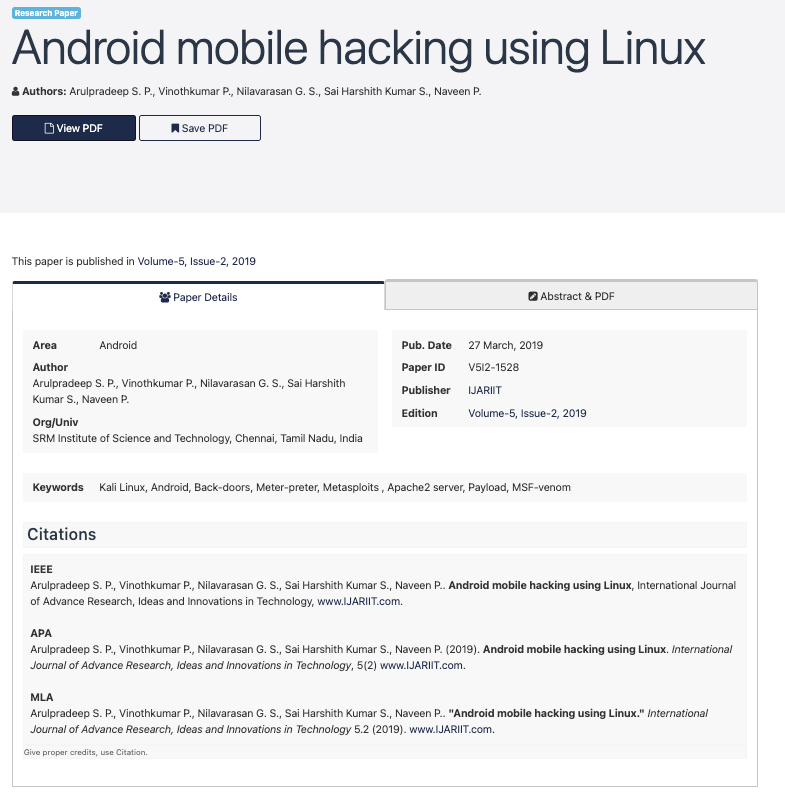 Research Paper
Android mobile hacking using Linux
Authors: Arulpradeep S. P., Vinothkumar P., Nilavarasan G. S., Sai Harshith Kumar S., Naveen P.
View PDF
Save PDF
This paper is published in Volume-5, Issue-2, 2019
Paper Details
Abstract & PDF
Area Android
Author
Arulpradeep S. P., Vinothkumar P., Nilavarasan G. S., Sai Harshith
Kumar S., Naveen P.
Org/Univ
SRM Institute of Science and Technology, Chennai, Tamil Nadu, India
Pub. Date 27 March, 2019
Paper ID V5I2-1528
Publisher IJARIIT
Edition Volume-5, Issue-2, 2019
Keywords Kali Linux, Android, Back-doors, Meter-preter, Metasploits , Apache2 server, Payload, MSF-venom
Citations
IEEE
Arulpradeep S. P., Vinothkumar P., Nilavarasan G. S., Sai Harshith Kumar S., Naveen P.. Android mobile hacking using Linux, International Journal
of Advance Research, Ideas and Innovations in Technology, www.IJARIIT.com.
APA
Arulpradeep S. P., Vinothkumar P., Nilavarasan G. S., Sai Harshith Kumar S., Naveen P. (2019). Android mobile hacking using Linux. International
Journal of Advance Research, Ideas and Innovations in Technology, 5(2) www.IJARIIT.com.
MLA
Arulpradeep S. P., Vinothkumar P., Nilavarasan G. S., Sai Harshith Kumar S., Naveen P.. "Android mobile hacking using Linux." International
Journal of Advance Research, Ideas and Innovations in Technology 5.2 (2019). www.IJARIIT.com.
Give proper credits, use Citation.